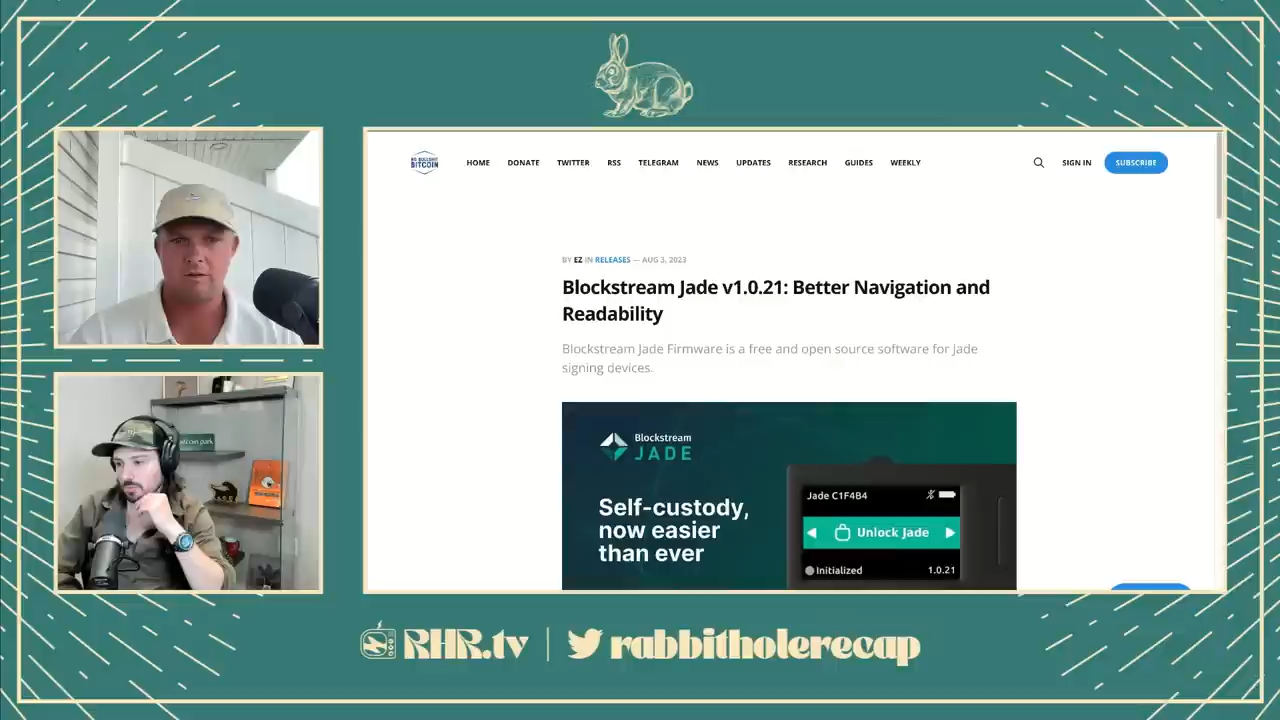 NO BULLSHIT
BITCOIN
HOME DONATE TWITTER RSS TELEGRAM NEWS UPDATES RESEARCH GUIDES WEEKLY
SIGN IN SUBSCRIBE
BY EZ IN RELEASES — AUG 3, 2023
Blockstream Jade v1.0.21: Better Navigation and
Readability
Blockstream Jade Firmware is a free and open source software for Jade
signing devices.
Blockstream
JADE
Self-custody,
now easier
than ever
Jade C1F4B4
Unlock Jade
Initialized 1.0.21
RHR.tv | rabbitholerecap